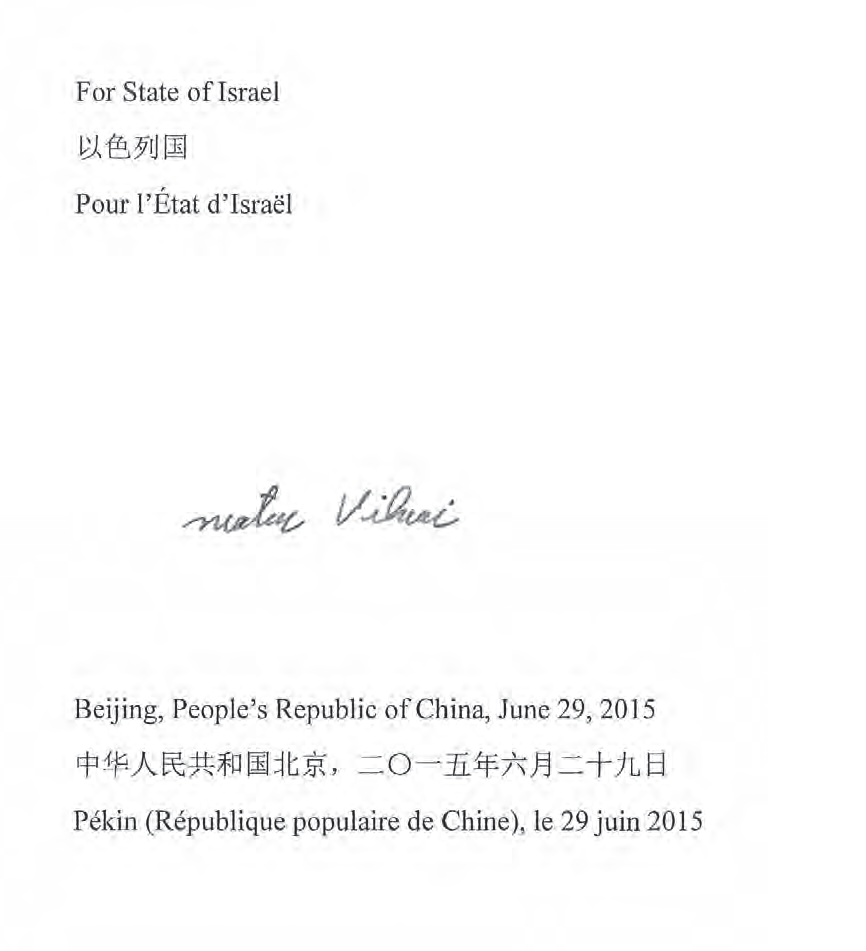 For State of Israel
以色列国
Pour l'État d'Israël
matan Vilnai
Beijing, People's Republic of China, June 29, 2015
中华人民共和国北京，二〇一五年六月二十九日
Pékin (République populaire de Chine), le 29 juin 2015